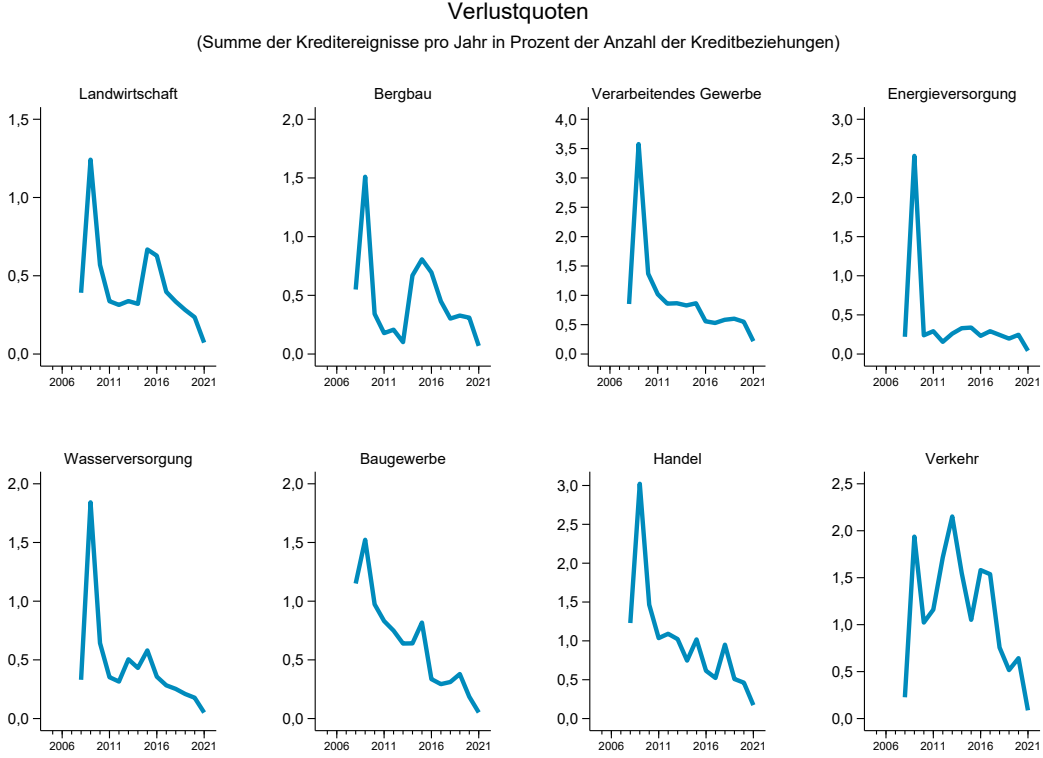 Verlustquoten
(Summe der Kreditereignisse pro Jahr in Prozent der Anzahl der Kreditbeziehungen)
Landwirtschaft
1,5
1,0
0,5
0,0
2006 2011 2016 2021
Bergbau
2,0
1,5
1,0
0,5
0,0
2006 2011 2016 2021
Verarbeitendes Gewerbe
4,0
3,5
3,0
2,5
2,0
1,5
1,0
0,5
0,0
2006 2011 2016 2021
Energieversorgung
3,0
2,5
2,0
1,5
1,0
0,5
0,0
2006 2011 2016 2021
Wasserversorgung
2,0
1,5
1,0
0,5
0,0
2006 2011 2016 2021
Baugewerbe
2,0
1,5
1,0
0,5
0,0
2006 2011 2016 2021
Handel
3,0
2,5
2,0
1,5
1,0
0,5
0,0
2006 2011 2016 2021
Verkehr
2,5
2,0
1,5
1,0
0,5
0,0
2006 2011 2016 2021